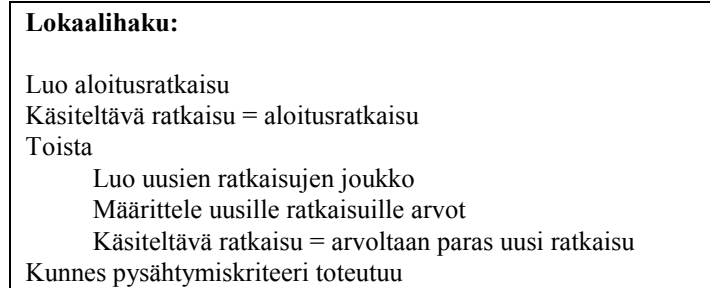 Lokaalihaku:
Luo aloitusratkaisu
Käsiteltävä ratkaisu = aloitusratkaisu
Toista
Luo uusien ratkaisujen joukko
Määrittele uusille ratkaisuille arvot
Käsiteltävä ratkaisu = arvoltaan paras uusi ratkaisu
Kunnes pysähtymiskriteeri toteutuu